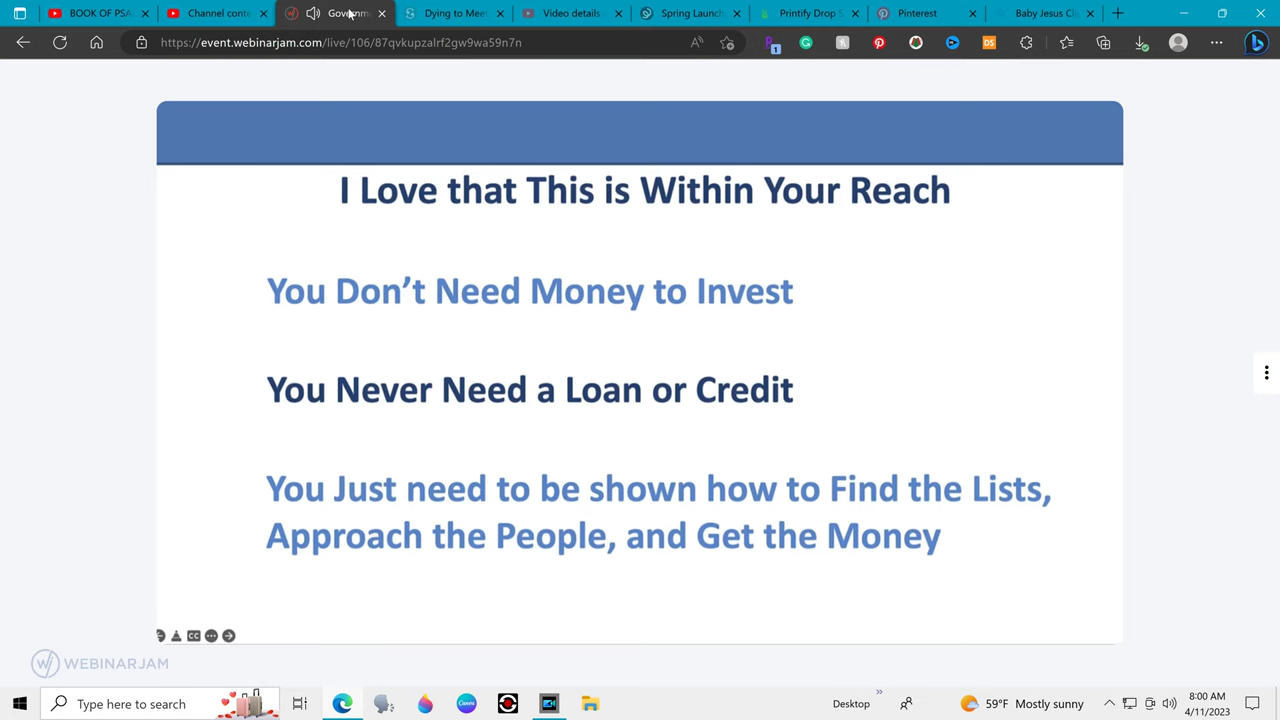 BOOK OF PSA
Channel conte
Governme
Dying to Meet
Video details
Spring Launch
Printify Drop S
Pinterest
Baby Jesus Cli
https://event.webinarjam.com/live/106/87qvkupzalrf2gw9wa59n7n
I Love that This is Within Your Reach
You Don't Need Money to Invest
You Never Need a Loan or Credit
You Just need to be shown how to Find the Lists,
Approach the People, and Get the Money
CC
WEBINARJAM
Type here to search
Canva
Desktop
59°F Mostly sunny
8:00 AM
4/11/2023